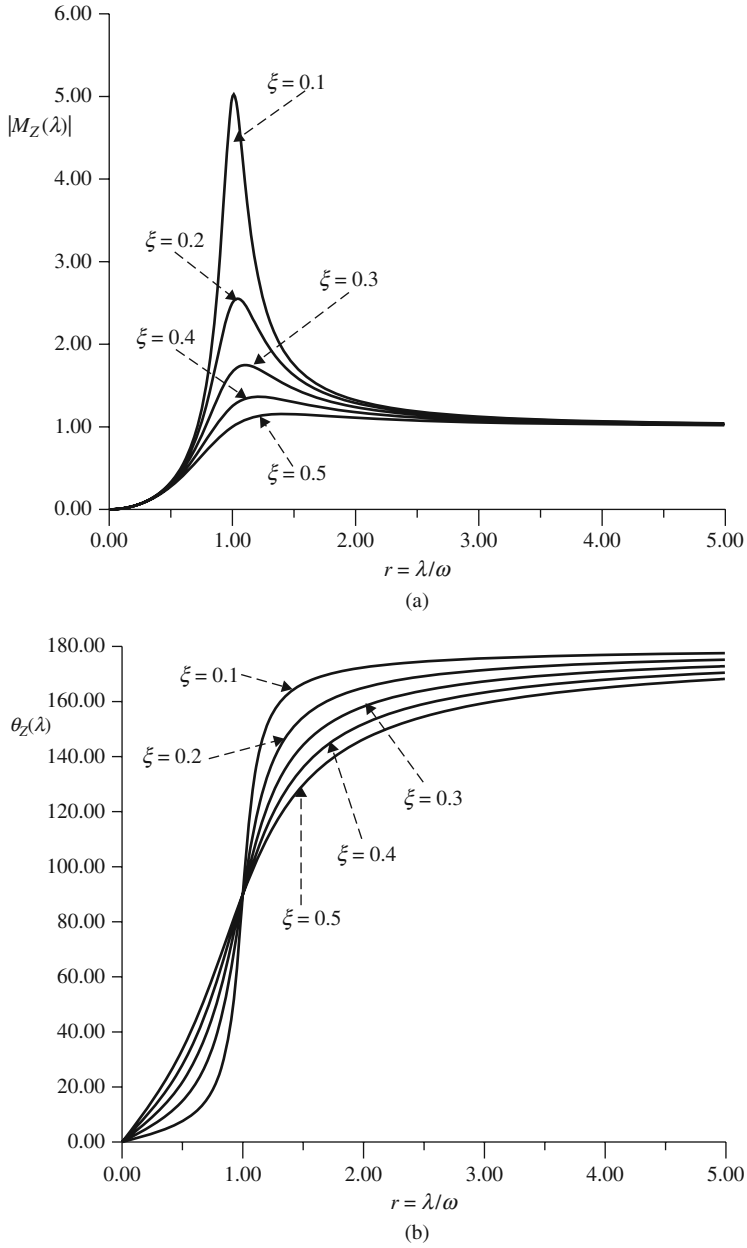 6.00
5.00
ξ = 0.1
|M_Z(λ)|
4.00
3.00
ξ = 0.2
ξ = 0.3
2.00
ξ = 0.4
1.00
ξ = 0.5
0.00
0.00 1.00 2.00 3.00 4.00 5.00
r = λ/ω
(a)
180.00
ξ = 0.1
160.00
θ_Z(λ)
ξ = 0.2
140.00
ξ = 0.3
120.00
ξ = 0.4
100.00
ξ = 0.5
80.00
60.00
40.00
20.00
0.00
0.00 1.00 2.00 3.00 4.00 5.00
r = λ/ω
(b)